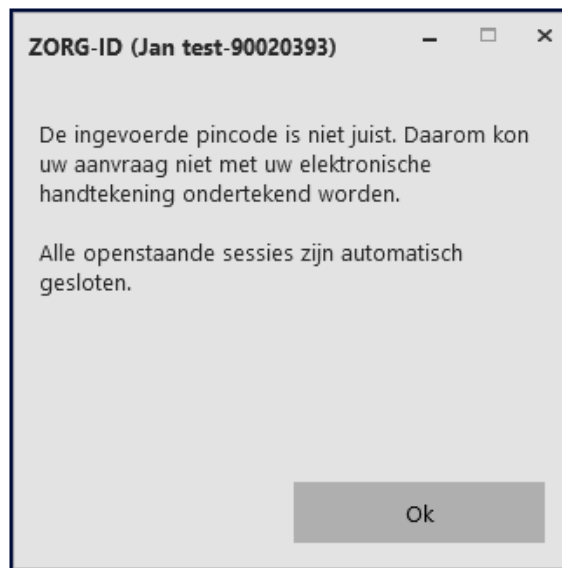 ZORG-ID (Jan test-90020393)
De ingevoerde pincode is niet juist. Daarom kon
uw aanvraag niet met uw elektronische
handtekening ondertekend worden.
Alle openstaande sessies zijn automatisch
gesloten.
Ok